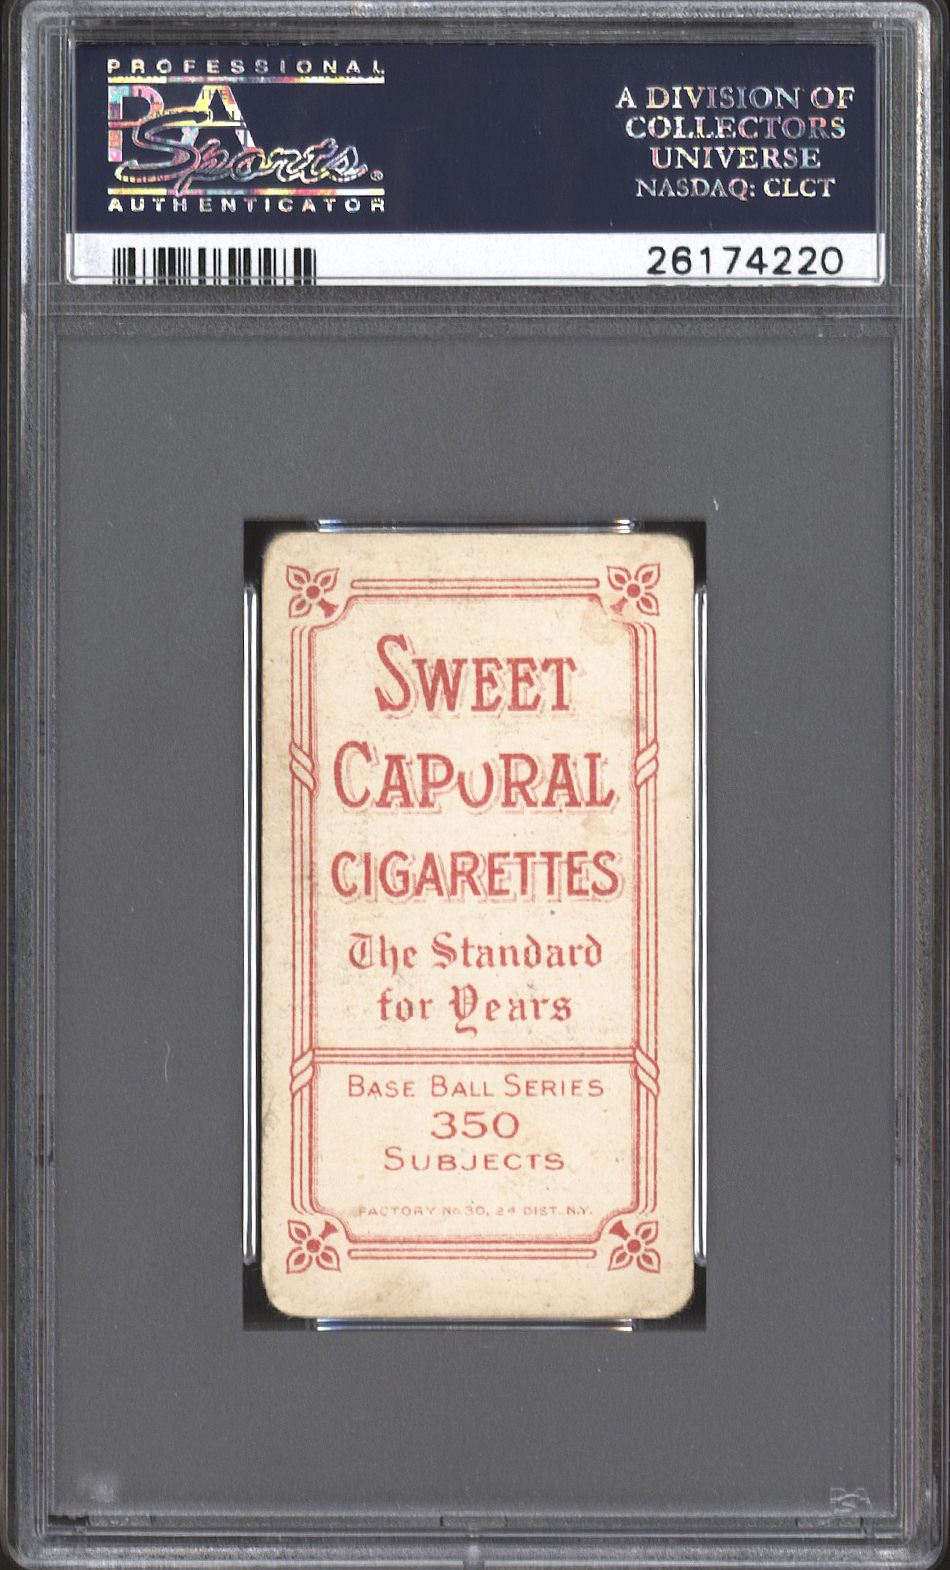 PROFESSIONAL
PSA
Sports®
AUTHENTICATOR
A DIVISION OF
COLLECTORS
UNIVERSE
NASDAQ: CLCT
26174220
SWEET
CAPORAL
CIGARETTES
The Standard
for Years
BASE BALL SERIES
350
SUBJECTS
FACTORY No. 30, 2d DIST. N.Y.
PSA